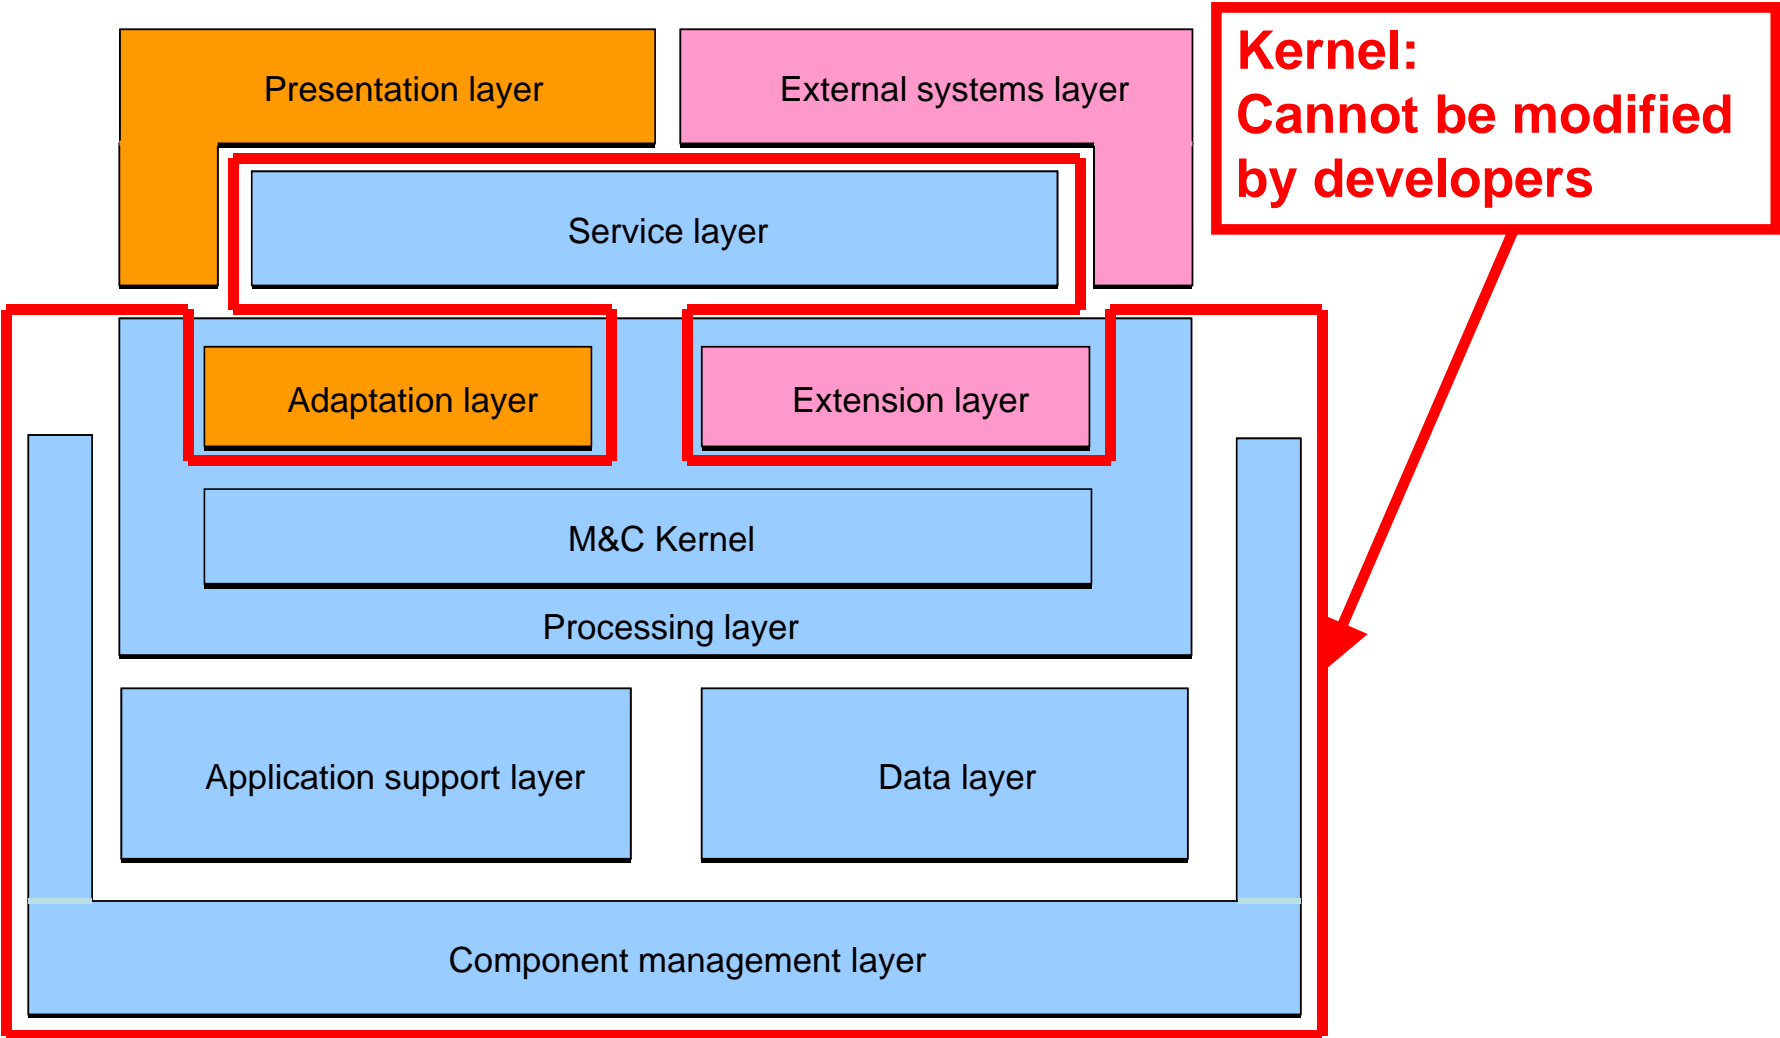 Presentation layer
External systems layer
Kernel:
Cannot be modified
by developers
Service layer
Adaptation layer
Extension layer
M&C Kernel
Processing layer
Application support layer
Data layer
Component management layer